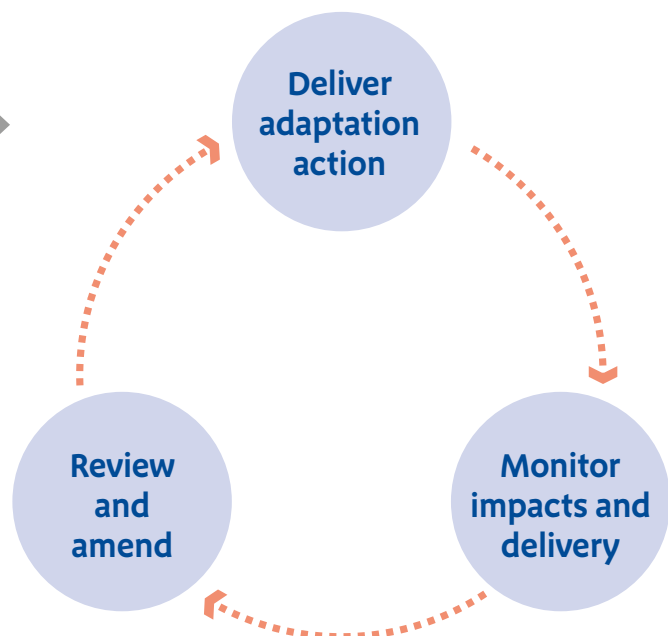 Deliver
adaptation
action
Monitor
impacts and
delivery
Review
and
amend